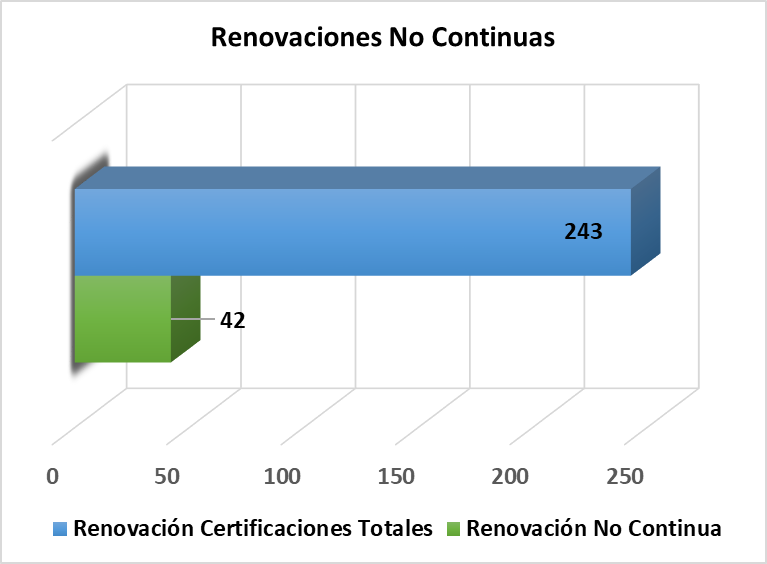 Renovaciones No Continuas
243
42
0 50 100 150 200 250
Renovación Certificaciones Totales Renovación No Continua